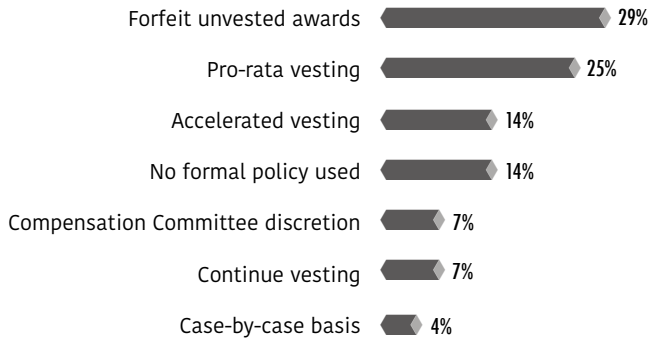 Forfeit unvested awards 29%
Pro-rata vesting 25%
Accelerated vesting 14%
No formal policy used 14%
Compensation Committee discretion 7%
Continue vesting 7%
Case-by-case basis 4%